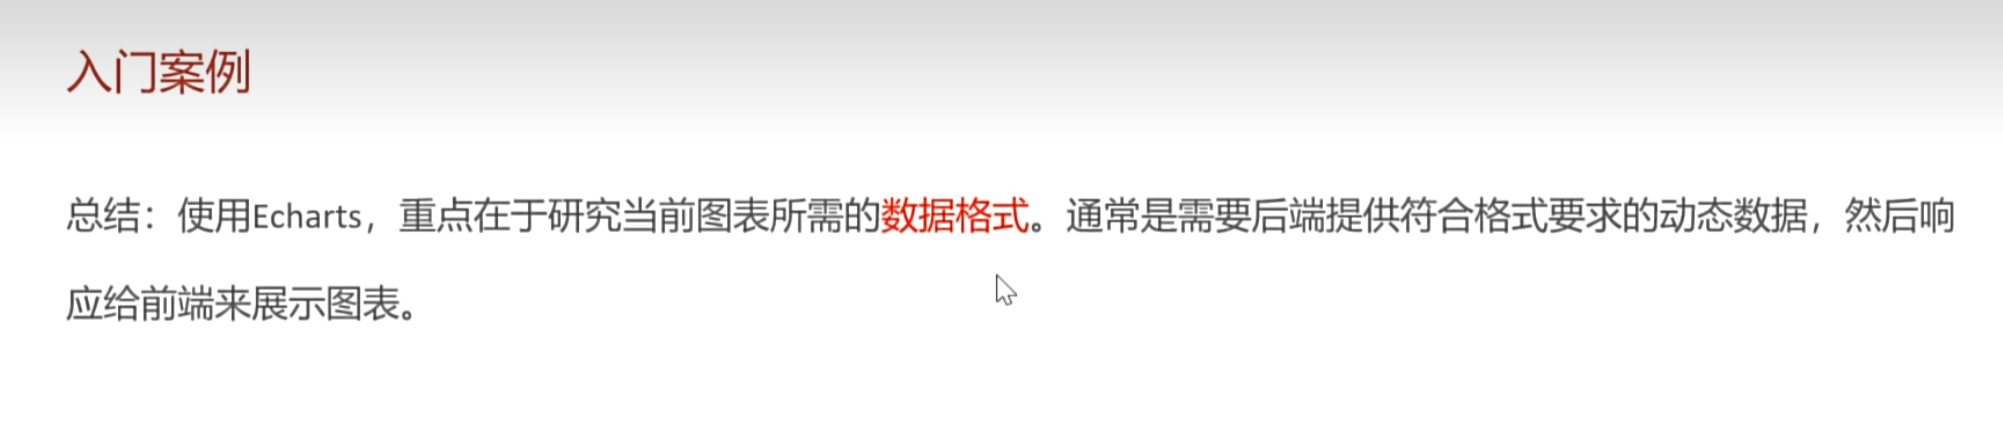 入门案例
总结：使用Echarts，重点在于研究当前图表所需的数据格式。通常是需要后端提供符合格式要求的动态数据，然后响
应给前端来展示图表。